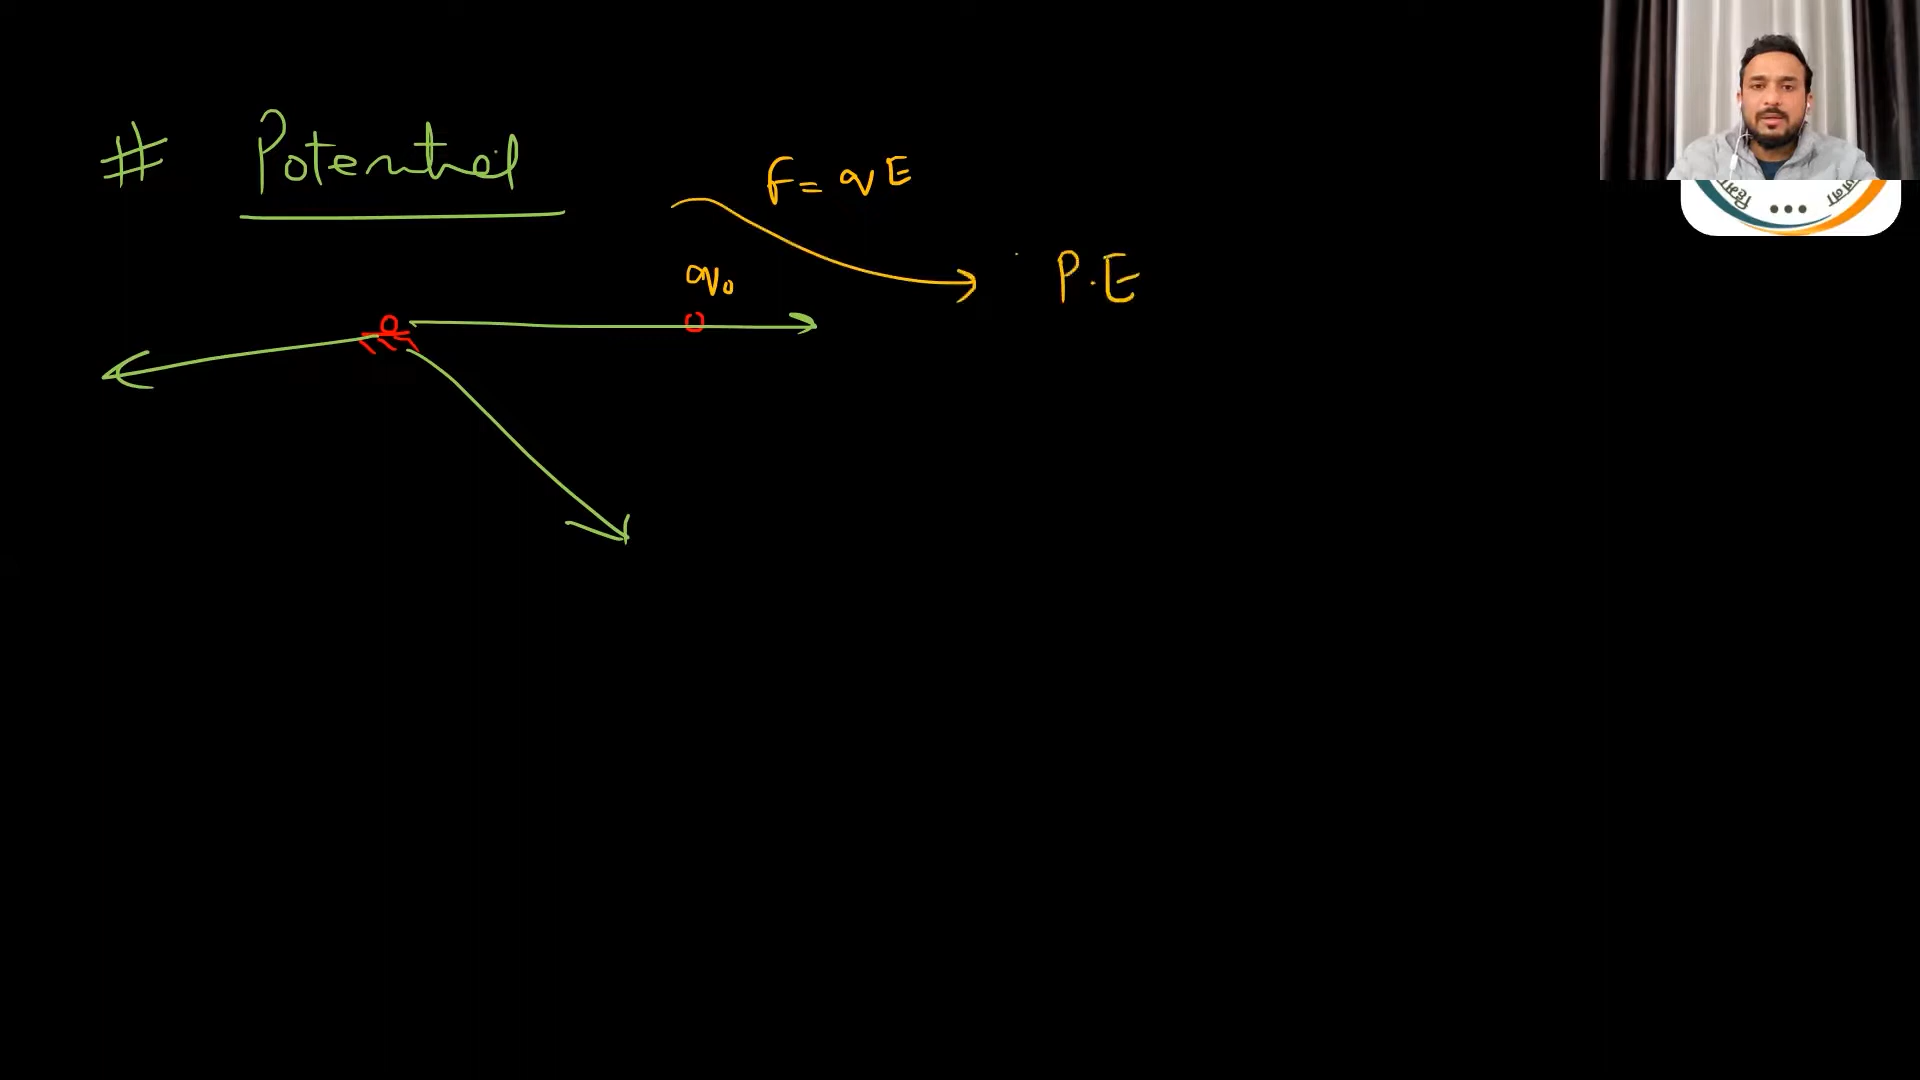 # Potential
F = qE
P.E
q₀